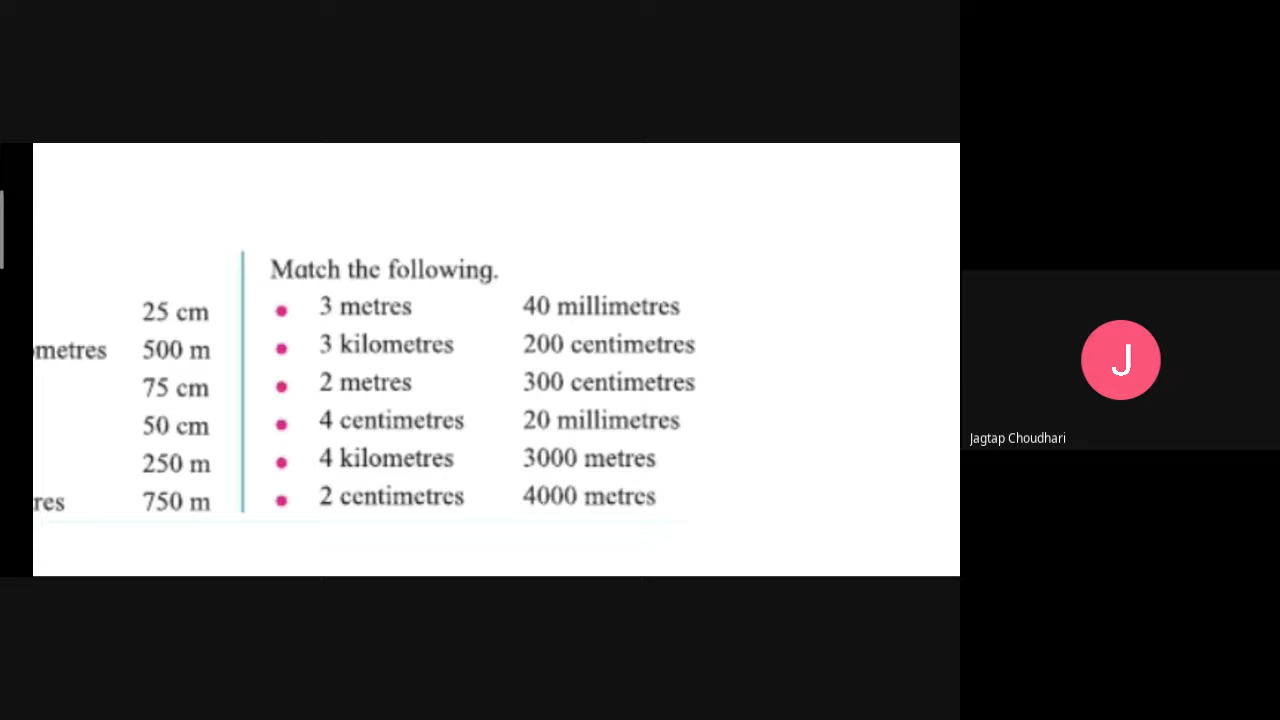 25 cm
metres 500 m
75 cm
50 cm
250 m
res 750 m
Match the following.
3 metres 40 millimetres
3 kilometres 200 centimetres
2 metres 300 centimetres
4 centimetres 20 millimetres
4 kilometres 3000 metres
2 centimetres 4000 metres
J
Jagtap Choudhari